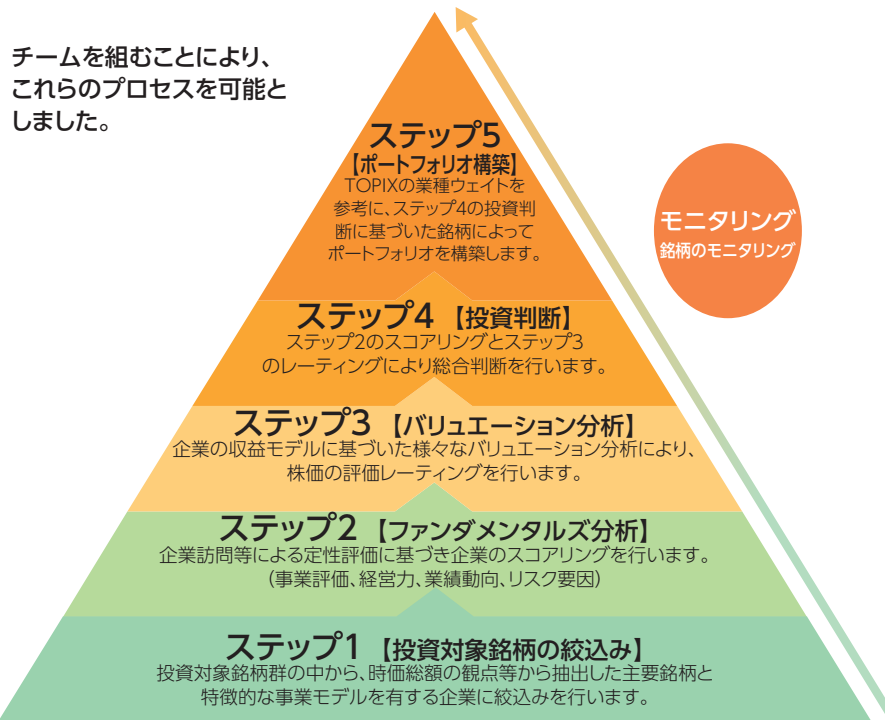 チームを組むことにより、
これらのプロセスを可能と
しました。
ステップ5
【ポートフォリオ構築】
TOPIXの業種ウェイトを
参考に、ステップ4の投資判
断に基づいた銘柄によって
ポートフォリオを構築します。
モニタリング
銘柄のモニタリング
ステップ4 【投資判断】
ステップ2のスコアリングとステップ3
のレーティングにより総合判断を行います。
ステップ3 【バリュエーション分析】
企業の収益モデルに基づいた様々なバリュエーション分析により、
株価の評価レーティングを行います。
ステップ2 【ファンダメンタルズ分析】
企業訪問等による定性評価に基づき企業のスコアリングを行います。
(事業評価、経営力、業績動向、リスク要因)
ステップ1 【投資対象銘柄の絞込み】
投資対象銘柄群の中から、時価総額の観点等から抽出した主要銘柄と
特徴的な事業モデルを有する企業に絞込みを行います。